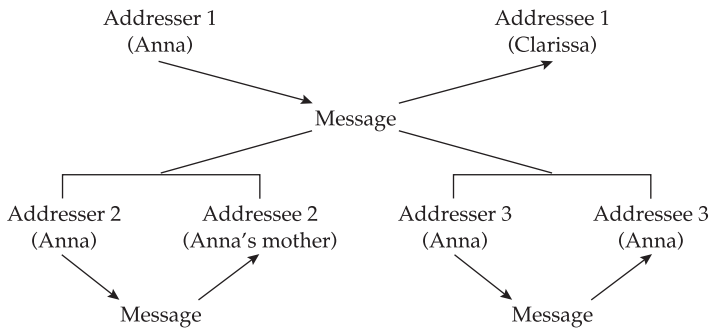 Addresser 1
(Anna)
Addressee 1
(Clarissa)
Message
Addresser 2
(Anna)
Addressee 2
(Anna’s mother)
Addresser 3
(Anna)
Addressee 3
(Anna)
Message
Message